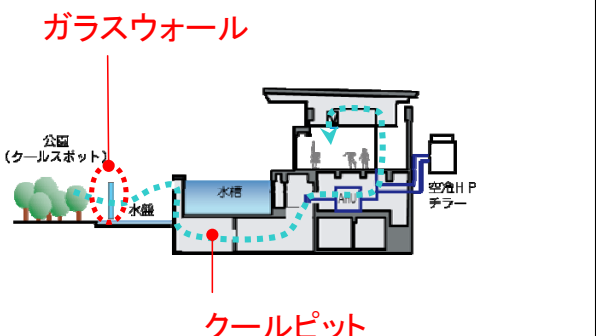 ガラスウォール
公園
(クールスポット)
水盤
水槽
AHU
空冷HP
チラー
クールピット